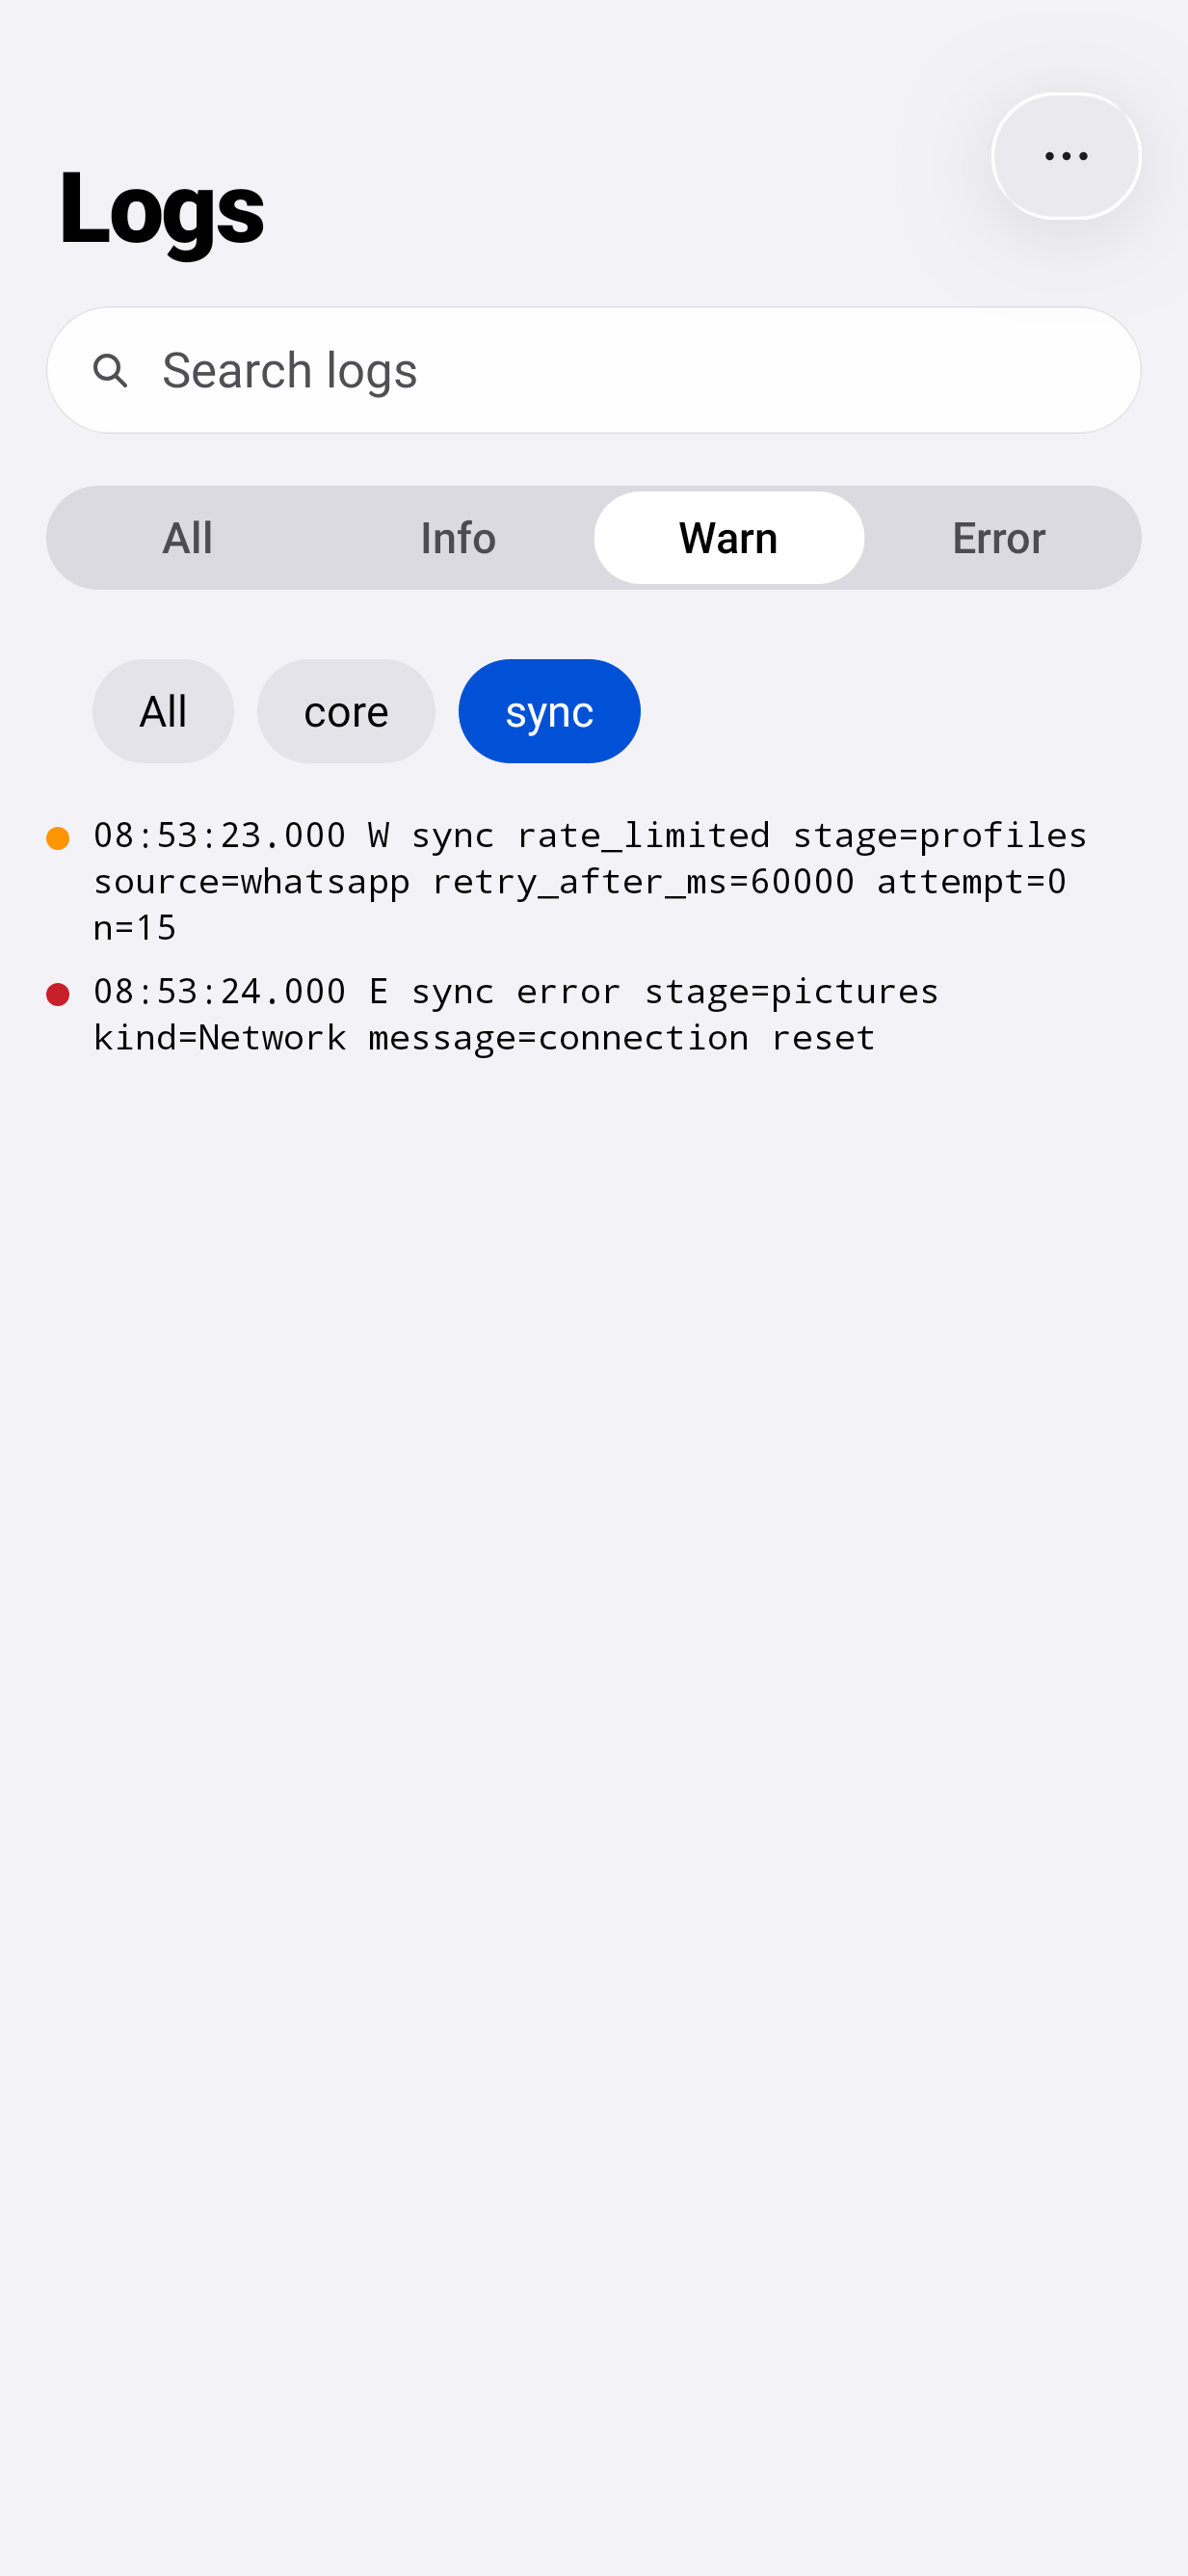 Logs
Search logs
All Info Warn Error
All core sync
08:53:23.000 W sync rate_limited stage=profiles
source=whatsapp retry_after_ms=60000 attempt=0
n=15
08:53:24.000 E sync error stage=pictures
kind=Network message=connection reset